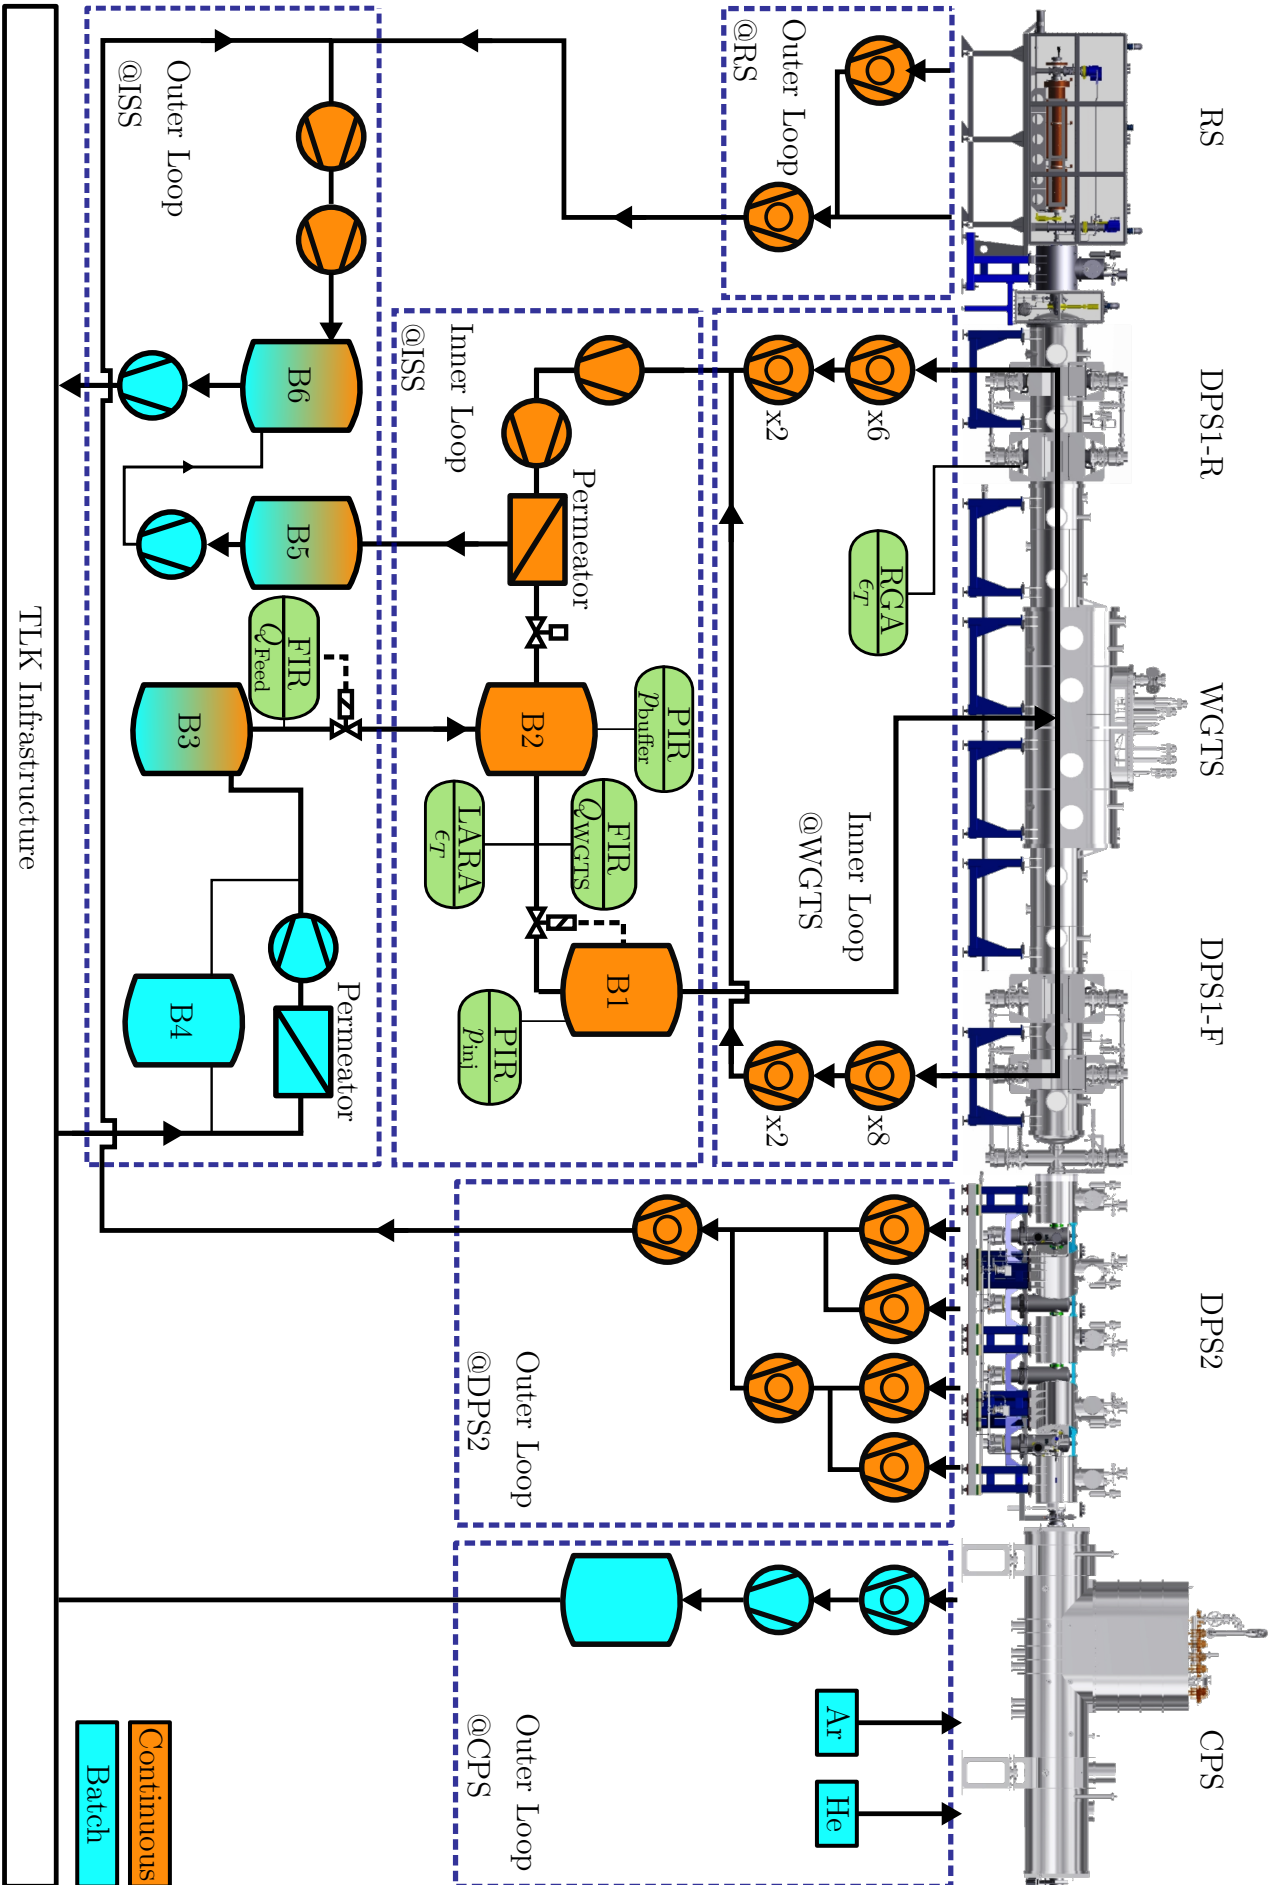 RS
DPS1-R
WGTS
DPS1-F
DPS2
CPS
Outer Loop
@RS
x6
x2
RGA
ϵ_T
Inner Loop
@WGTS
x8
x2
Inner Loop
@ISS
Permeator
PIR
p_buffer
B2
FIR
Q_WGTS
LARA
ϵ_T
B1
PIR
p_inj
Outer Loop
@ISS
B6
B5
FIR
Q_Feed
B3
B4
Permeator
Outer Loop
@DPS2
Ar
He
Outer Loop
@CPS
TLK Infrastructure
Continuous
Batch